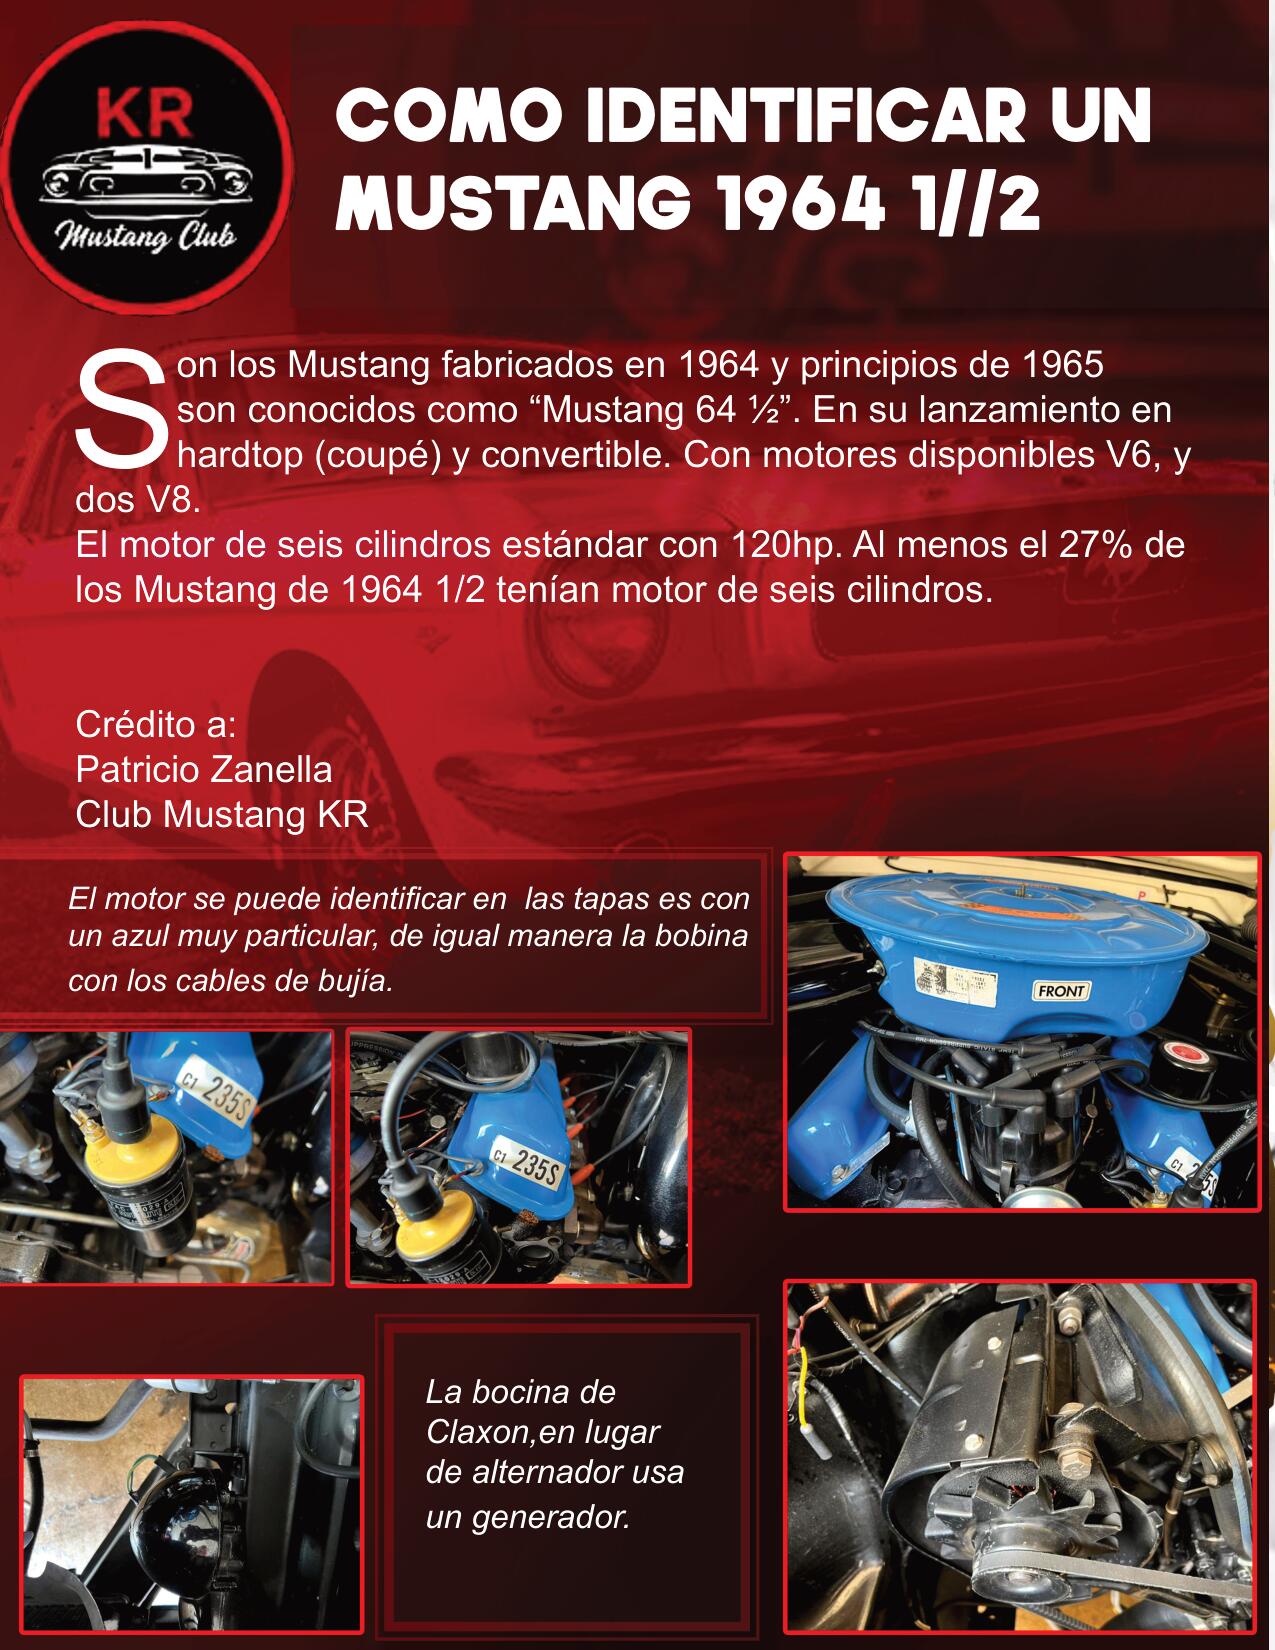 KR
Mustang Club
COMO IDENTIFICAR UN
MUSTANG 1964 1//2
Son los Mustang fabricados en 1964 y principios de 1965
son conocidos como “Mustang 64 ½”. En su lanzamiento en
hardtop (coupé) y convertible. Con motores disponibles V6, y
dos V8.
El motor de seis cilindros estándar con 120hp. Al menos el 27% de
los Mustang de 1964 1/2 tenían motor de seis cilindros.
Crédito a:
Patricio Zanella
Club Mustang KR
El motor se puede identificar en  las tapas es con
un azul muy particular, de igual manera la bobina
con los cables de bujía.
FRONT
C1 235S
C1 235S
La bocina de
Claxon,en lugar
de alternador usa
un generador.